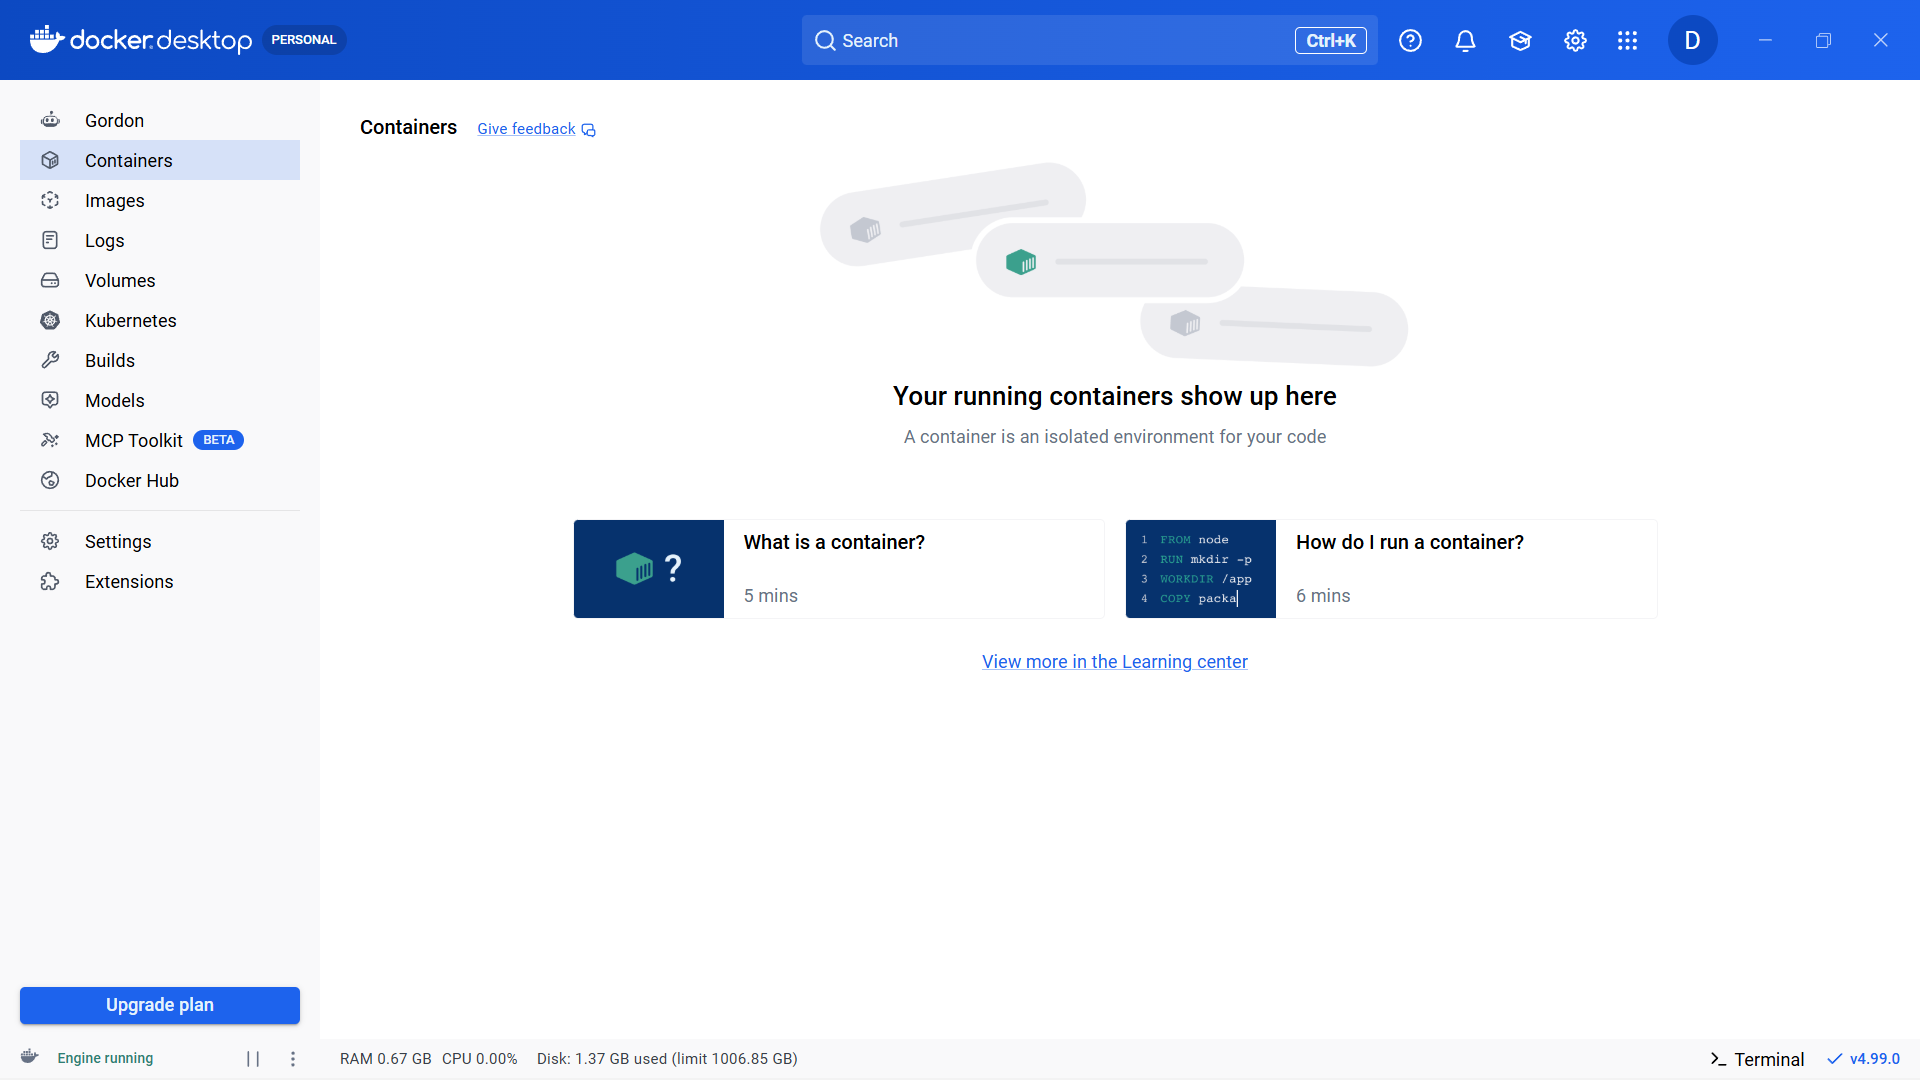 docker.desktop PERSONAL
Search
Ctrl+K
D
Gordon
Containers
Images
Logs
Volumes
Kubernetes
Builds
Models
MCP Toolkit BETA
Docker Hub
Settings
Extensions
Upgrade plan
Containers
Give feedback
Your running containers show up here
A container is an isolated environment for your code
?
What is a container?
5 mins
1 FROM node
2 RUN mkdir -p
3 WORKDIR /app
4 COPY packa
How do I run a container?
6 mins
View more in the Learning center
Engine running
RAM 0.67 GB CPU 0.00% Disk: 1.37 GB used (limit 1006.85 GB)
Terminal
v4.99.0